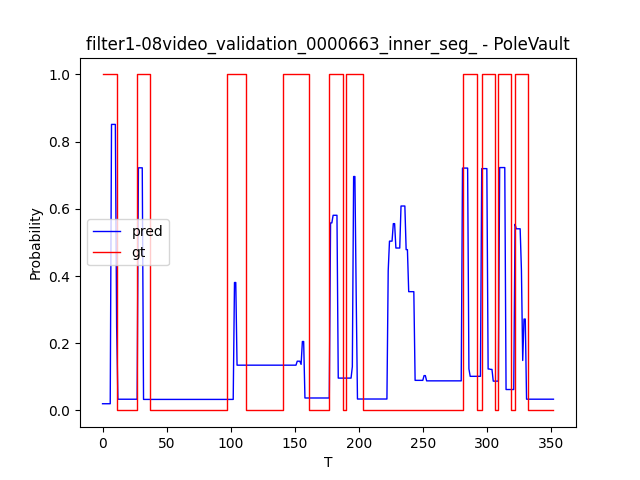 filter1-08video_validation_0000663_inner_seg_ - PoleVault
1.0
0.8
0.6
0.4
0.2
0.0
Probability
pred
gt
0 50 100 150 200 250 300 350
T